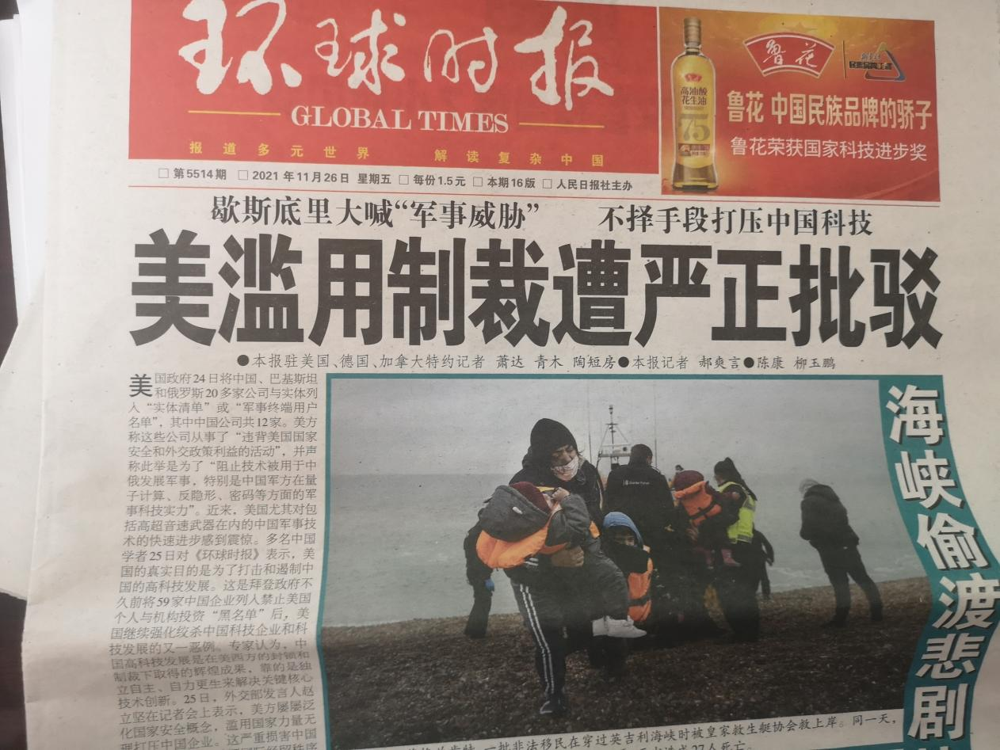 环球时报
GLOBAL TIMES
报道多元世界 解读复杂中国
□ 第5514期 □ 2021年11月26日 星期五 □ 每份1.5元 □ 本期16版 □ 人民日报社主办
鲁花
高油酸
花生油
75
鲁花 中国民族品牌的骄子
鲁花荣获国家科技进步奖
歇斯底里大喊“军事威胁” 不择手段打压中国科技
美滥用制裁遭严正批驳
●本报驻美国、德国、加拿大特约记者 萧达 青木 陶短房●本报记者 郝爽言●陈康 柳玉鹏
美国政府24日将中国、巴基斯坦
和俄罗斯20多家公司与实体列
入“实体清单”或“军事终端用户
名单”，其中中国公司共12家。美方
称这些公司从事了“违背美国国家
安全和外交政策利益的活动”，并声
称此举是为了“阻止技术被用于中
俄发展军事，特别是中国军方在量
子计算、反隐形、密码等方面的军
事科技实力”。近来，美国尤其对包
括高超音速武器在内的中国军事技
术的快速进步感到震惊。多名中国
学者25日对《环球时报》表示，美
国的真实目的是为了打击和遏制中
国的高科技发展。这是拜登政府不
久前将59家中国企业列入禁止美国
个人与机构投资“黑名单”后，美
国继续强化绞杀中国科技企业和科
技发展的又一恶例。专家认为，中
国高科技发展是在美西方的封锁和
制裁下取得的辉煌成果，靠的是独
立自主、自力更生来解决关键核心
技术创新。25日，外交部发言人赵
立坚在记者会上表示，美方屡屡泛
化国家安全概念，滥用国家力量无
理打压中国企业。这严重损害中国
海峡偷渡悲剧
一批非法移民在穿过英吉利海峡时被皇家救生艇协会救上岸。同一天，
27人死亡。